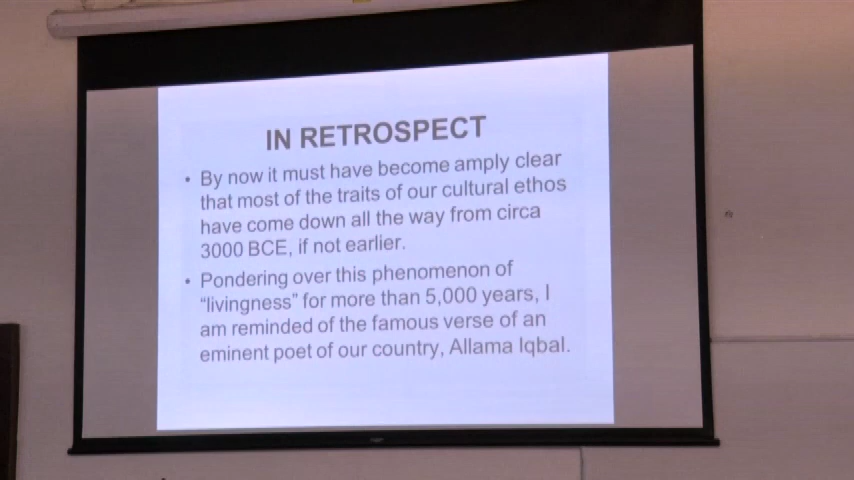 IN RETROSPECT
• By now it must have become amply clear
that most of the traits of our cultural ethos
have come down all the way from circa
3000 BCE, if not earlier.
• Pondering over this phenomenon of
“livingness” for more than 5,000 years, I
am reminded of the famous verse of an
eminent poet of our country, Allama Iqbal.